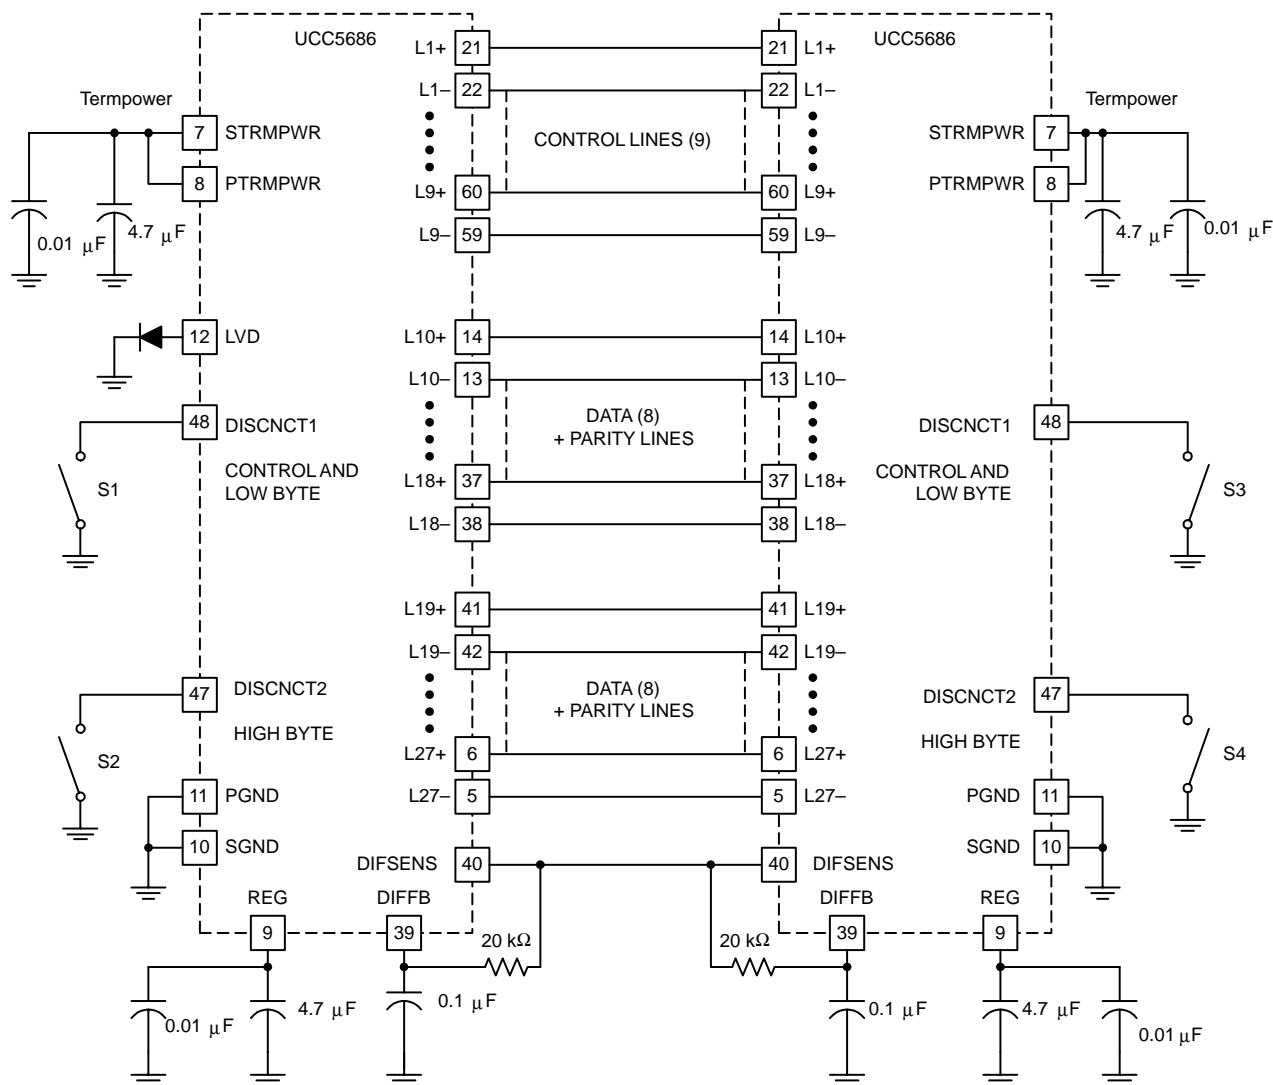 UCC5686
L1+ 21
21 L1+
UCC5686
L1– 22
22 L1–
Termpower
Termpower
7 STRMPWR
STRMPWR 7
CONTROL LINES (9)
8 PTRMPWR
PTRMPWR 8
L9+ 60
60 L9+
0.01 µF
4.7 µF
L9– 59
59 L9–
4.7 µF
0.01 µF
12 LVD
L10+ 14
14 L10+
L10– 13
13 L10–
48 DISCNCT1
DISCNCT1 48
DATA (8)
+ PARITY LINES
CONTROL AND
LOW BYTE
CONTROL AND
LOW BYTE
S1
L18+ 37
37 L18+
S3
L18– 38
38 L18–
L19+ 41
41 L19+
L19– 42
42 L19–
47 DISCNCT2
DISCNCT2 47
DATA (8)
+ PARITY LINES
HIGH BYTE
HIGH BYTE
S2
L27+ 6
6 L27+
S4
11 PGND
L27– 5
5 L27–
PGND 11
10 SGND
SGND 10
DIFSENS 40
40 DIFSENS
REG
DIFFB
DIFFB
REG
9
39
20 kΩ
20 kΩ
39
9
0.01 µF
4.7 µF
0.1 µF
0.1 µF
4.7 µF
0.01 µF